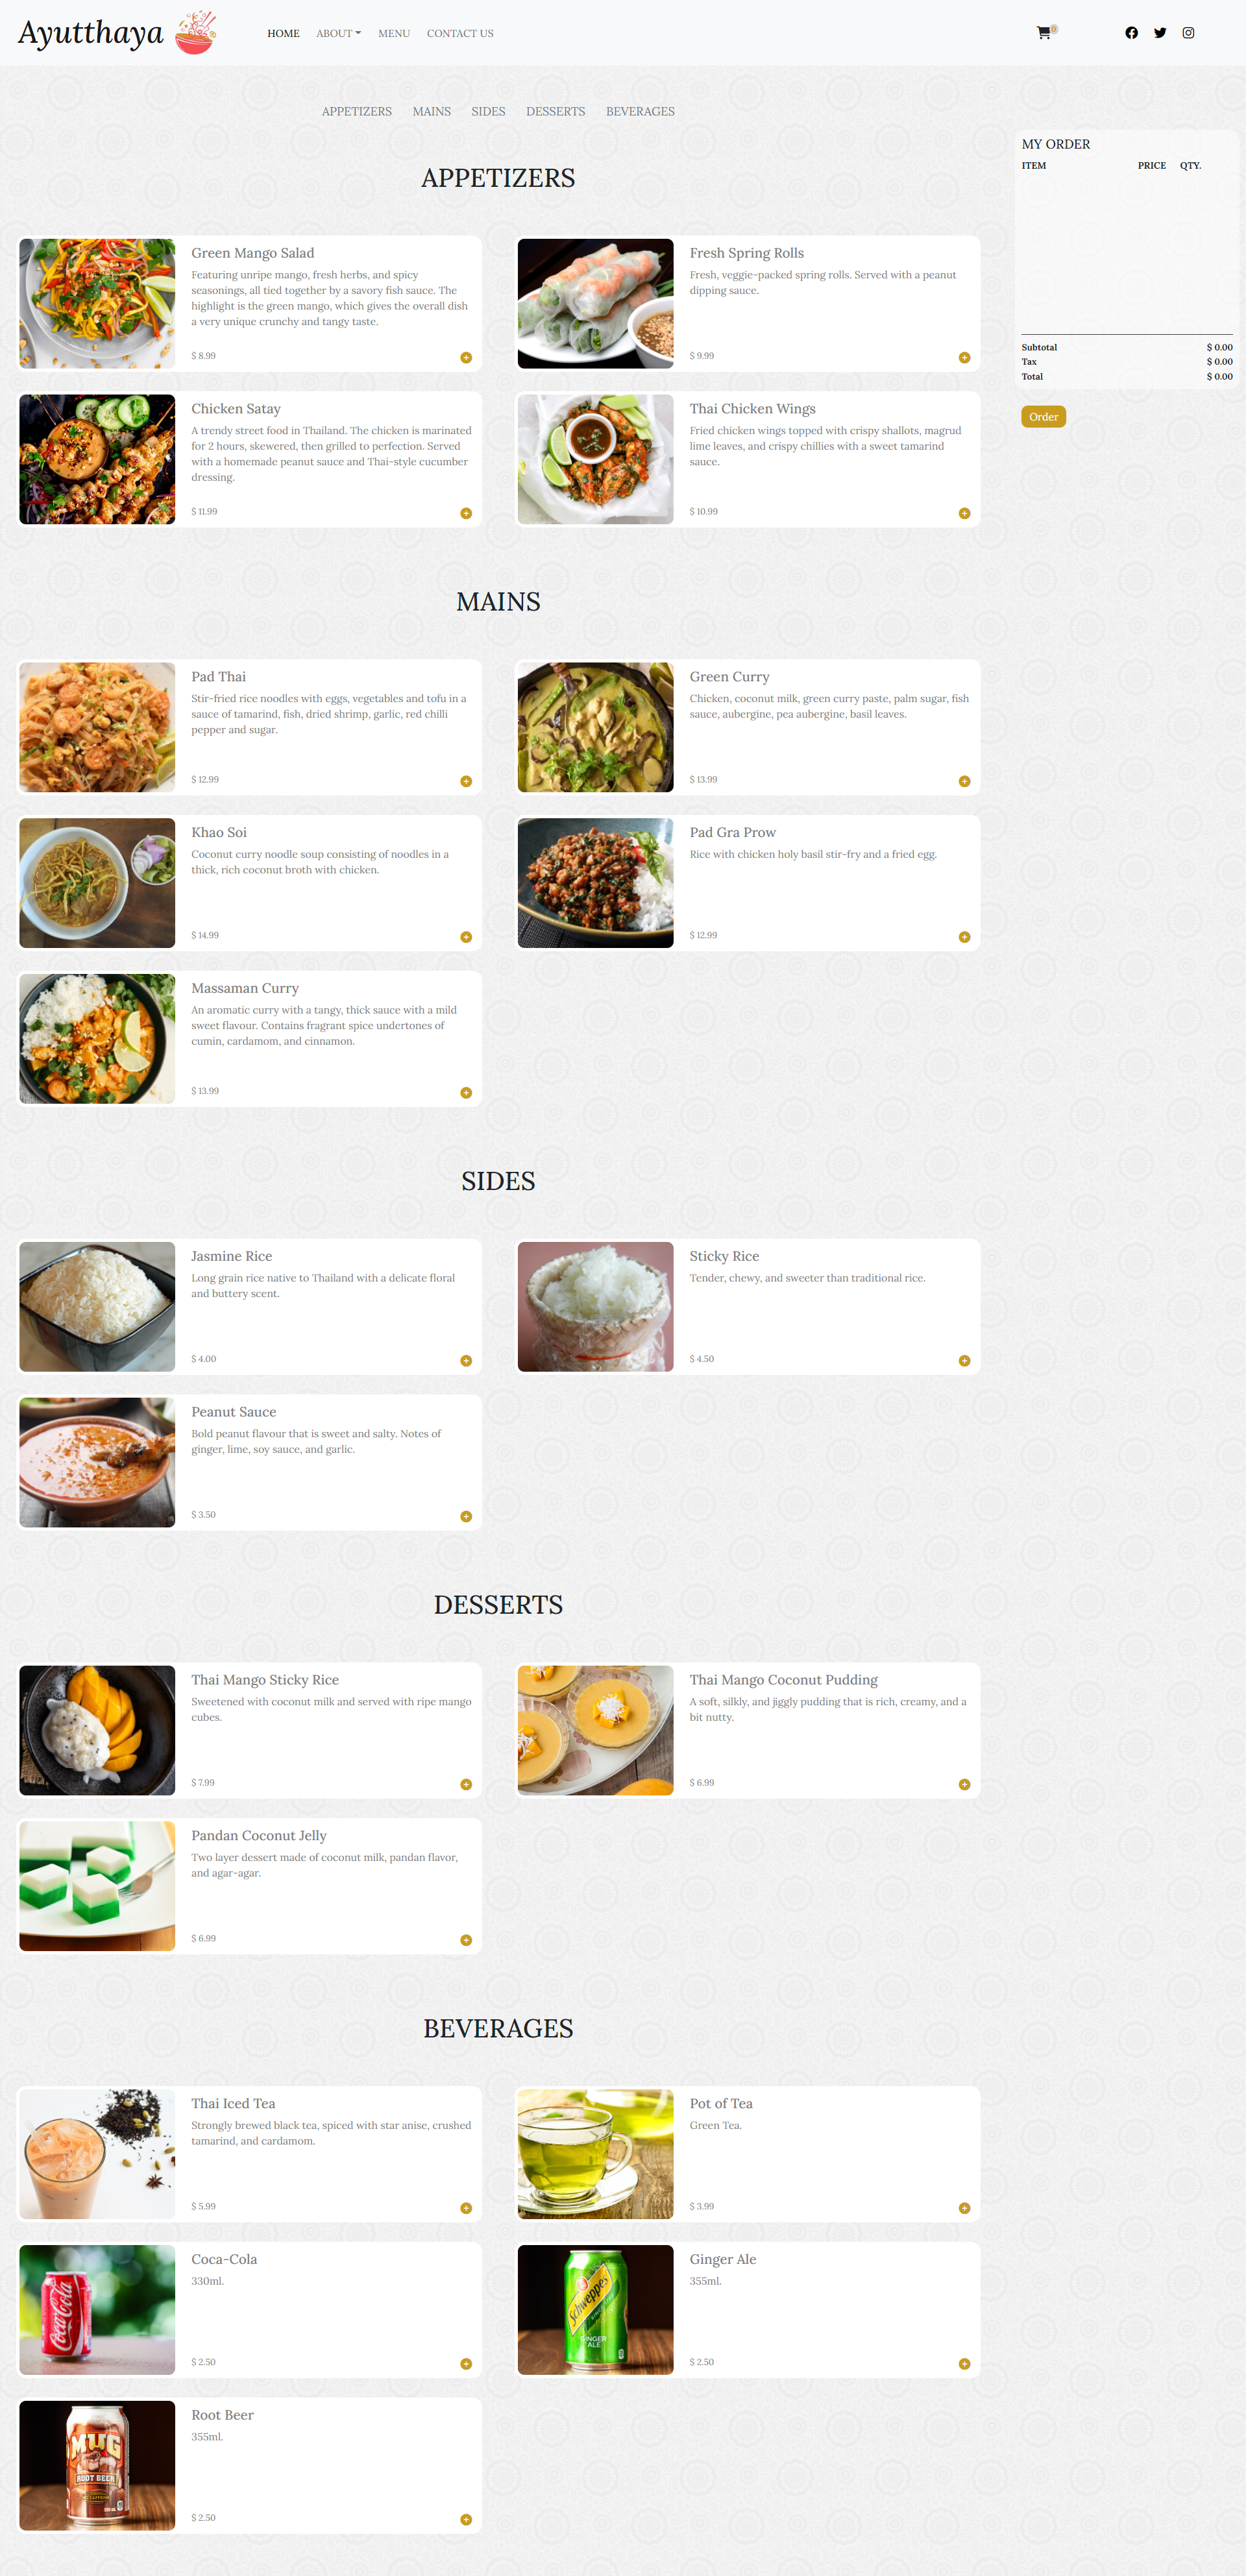 Ayutthaya
HOME ABOUT MENU CONTACT US
0
APPETIZERS MAINS SIDES DESSERTS BEVERAGES
MY ORDER
ITEM PRICE QTY.
Subtotal $ 0.00
Tax $ 0.00
Total $ 0.00
Order
APPETIZERS
Green Mango Salad
Featuring unripe mango, fresh herbs, and spicy
seasonings, all tied together by a savory fish sauce. The
highlight is the green mango, which gives the overall dish
a very unique crunchy and tangy taste.
$ 8.99
Fresh Spring Rolls
Fresh, veggie-packed spring rolls. Served with a peanut
dipping sauce.
$ 9.99
Chicken Satay
A trendy street food in Thailand. The chicken is marinated
for 2 hours, skewered, then grilled to perfection. Served
with a homemade peanut sauce and Thai-style cucumber
dressing.
$ 11.99
Thai Chicken Wings
Fried chicken wings topped with crispy shallots, magrud
lime leaves, and crispy chillies with a sweet tamarind
sauce.
$ 10.99
MAINS
Pad Thai
Stir-fried rice noodles with eggs, vegetables and tofu in a
sauce of tamarind, fish, dried shrimp, garlic, red chilli
pepper and sugar.
$ 12.99
Green Curry
Chicken, coconut milk, green curry paste, palm sugar, fish
sauce, aubergine, pea aubergine, basil leaves.
$ 13.99
Khao Soi
Coconut curry noodle soup consisting of noodles in a
thick, rich coconut broth with chicken.
$ 14.99
Pad Gra Prow
Rice with chicken holy basil stir-fry and a fried egg.
$ 12.99
Massaman Curry
An aromatic curry with a tangy, thick sauce with a mild
sweet flavour. Contains fragrant spice undertones of
cumin, cardamom, and cinnamon.
$ 13.99
SIDES
Jasmine Rice
Long grain rice native to Thailand with a delicate floral
and buttery scent.
$ 4.00
Sticky Rice
Tender, chewy, and sweeter than traditional rice.
$ 4.50
Peanut Sauce
Bold peanut flavour that is sweet and salty. Notes of
ginger, lime, soy sauce, and garlic.
$ 3.50
DESSERTS
Thai Mango Sticky Rice
Sweetened with coconut milk and served with ripe mango
cubes.
$ 7.99
Thai Mango Coconut Pudding
A soft, silkly, and jiggly pudding that is rich, creamy, and a
bit nutty.
$ 6.99
Pandan Coconut Jelly
Two layer dessert made of coconut milk, pandan flavor,
and agar-agar.
$ 6.99
BEVERAGES
Thai Iced Tea
Strongly brewed black tea, spiced with star anise, crushed
tamarind, and cardamom.
$ 5.99
Pot of Tea
Green Tea.
$ 3.99
Coca-Cola
Coca-Cola
330ml.
$ 2.50
Schweppes
GINGER
ALE
Ginger Ale
355ml.
$ 2.50
MUG
ROOT BEER
Root Beer
355ml.
$ 2.50